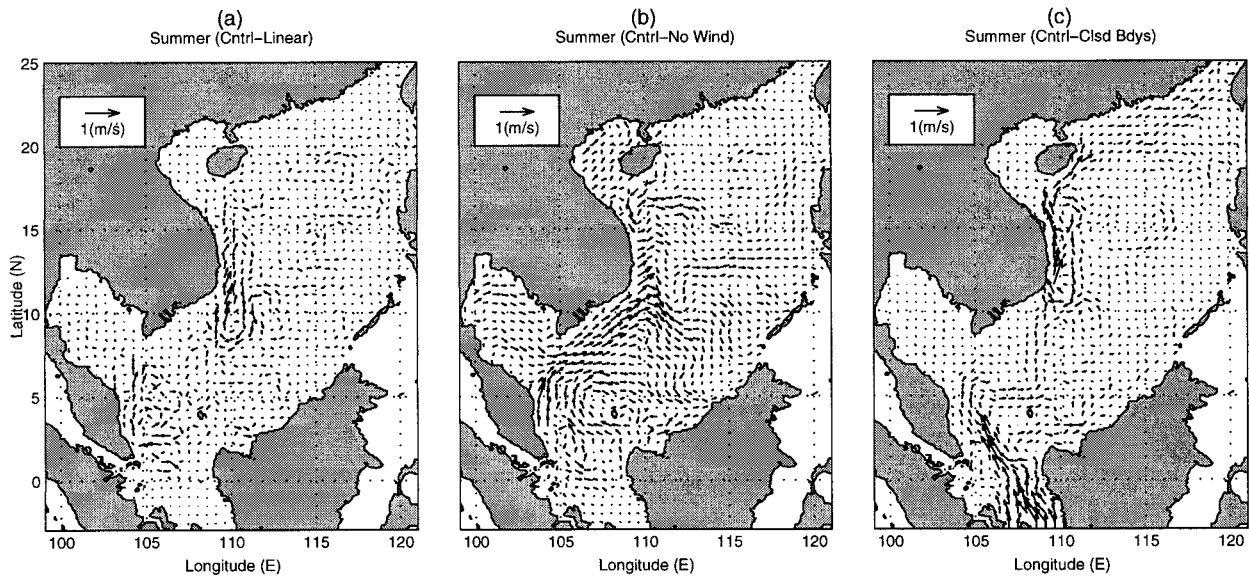 (a)
Summer (Cntrl–Linear)
(b)
Summer (Cntrl–No Wind)
(c)
Summer (Cntrl–Clsd Bdys)
1(m/s)
1(m/s)
1(m/s)
Latitude (N)
25
20
15
10
5
0
100 105 110 115 120
100 105 110 115 120
100 105 110 115 120
Longitude (E)
Longitude (E)
Longitude (E)